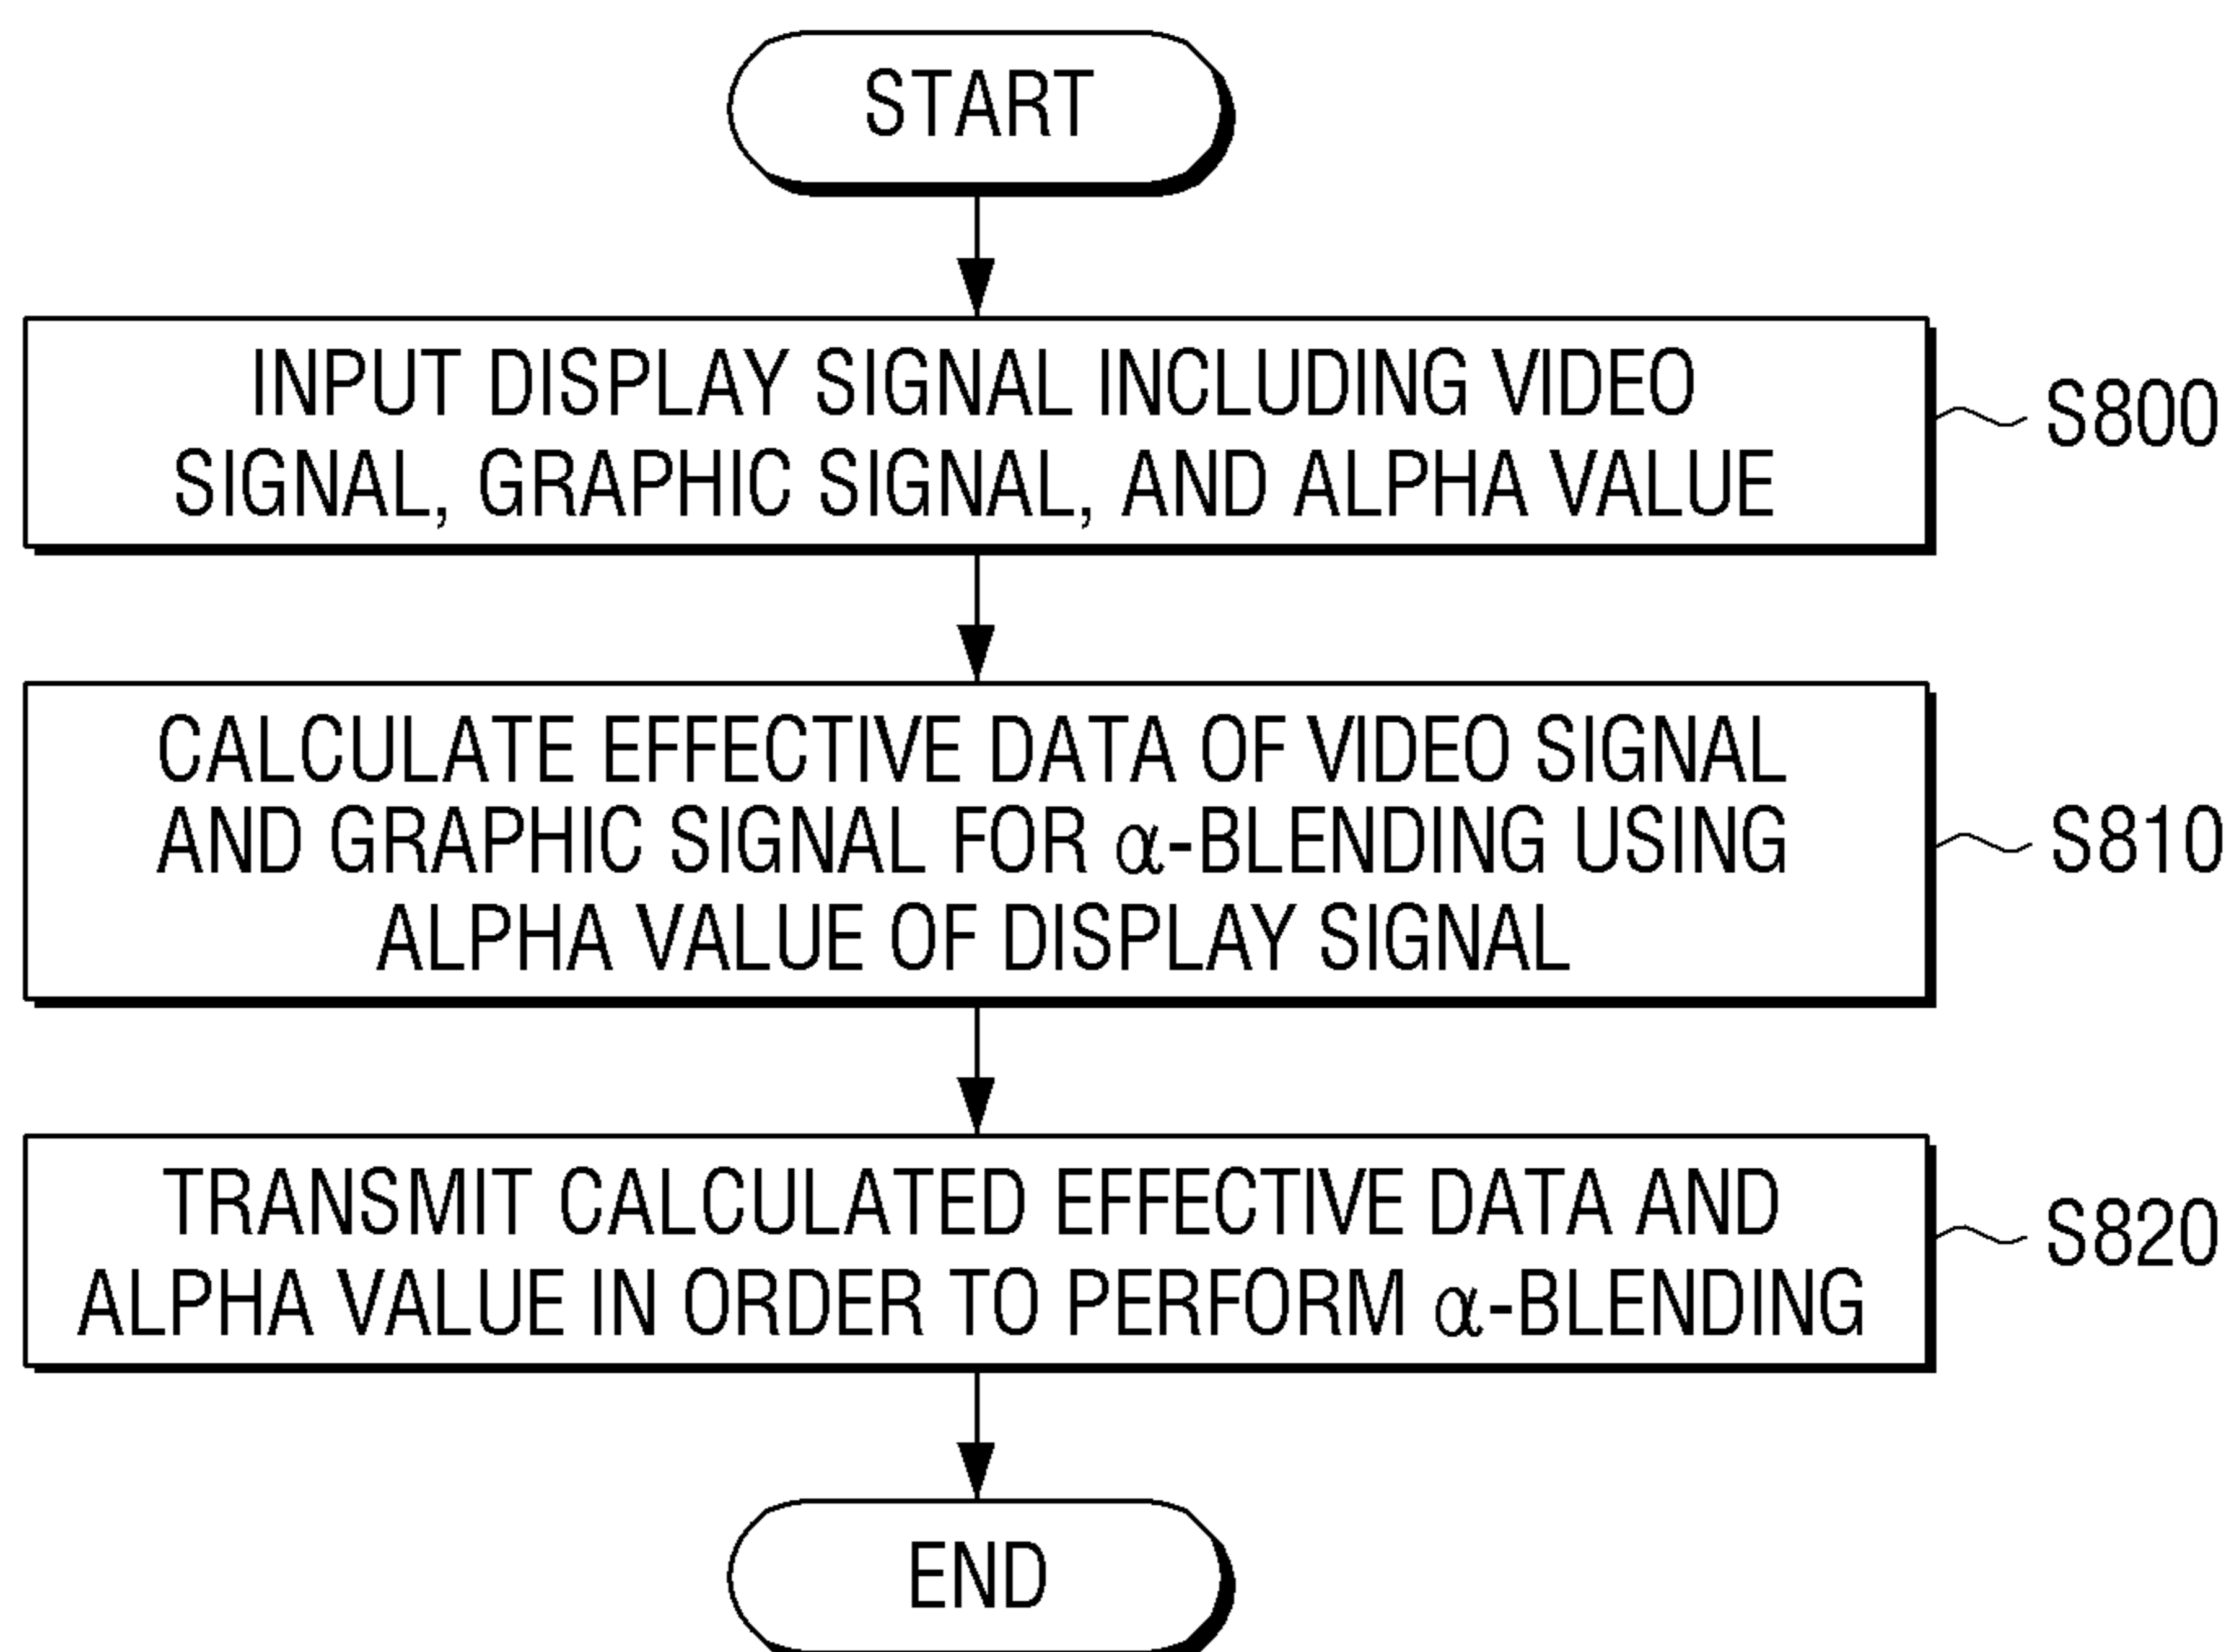 START
INPUT DISPLAY SIGNAL INCLUDING VIDEO
SIGNAL, GRAPHIC SIGNAL, AND ALPHA VALUE
S800
CALCULATE EFFECTIVE DATA OF VIDEO SIGNAL
AND GRAPHIC SIGNAL FOR α-BLENDING USING
ALPHA VALUE OF DISPLAY SIGNAL
S810
TRANSMIT CALCULATED EFFECTIVE DATA AND
ALPHA VALUE IN ORDER TO PERFORM α-BLENDING
S820
END